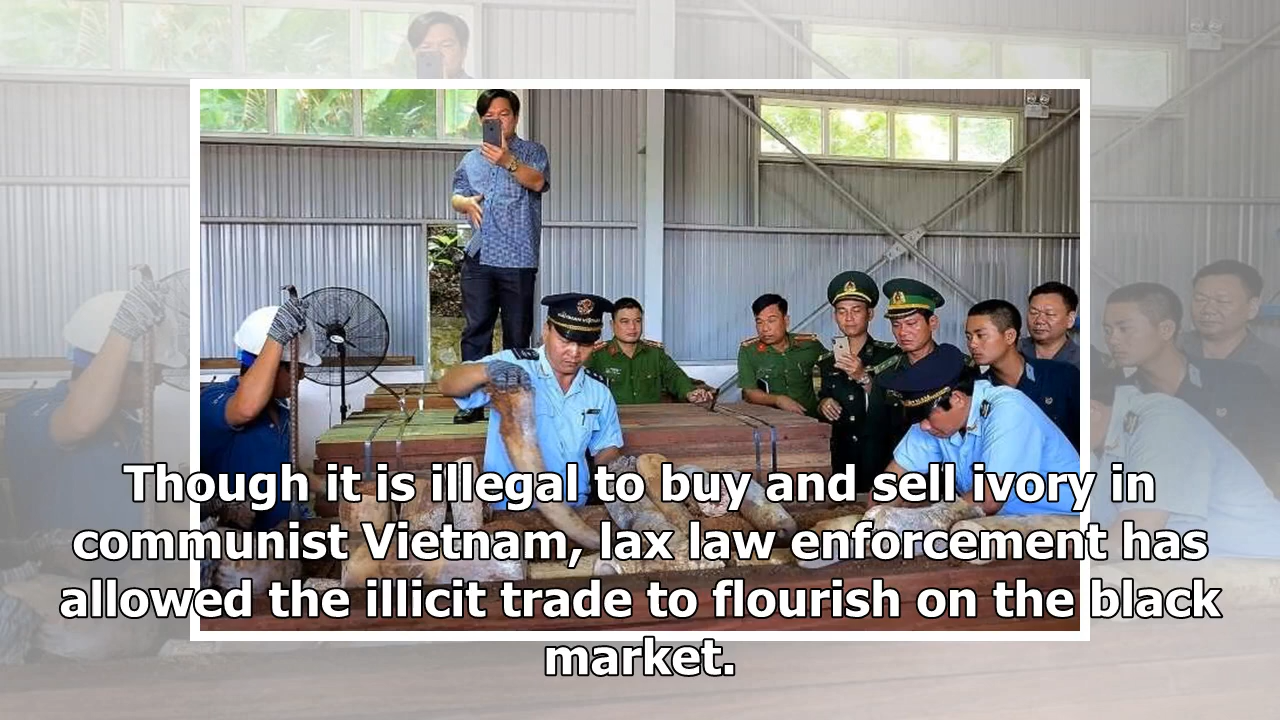 Though it is illegal to buy and sell ivory in
communist Vietnam, lax law enforcement has
allowed the illicit trade to flourish on the black
market.